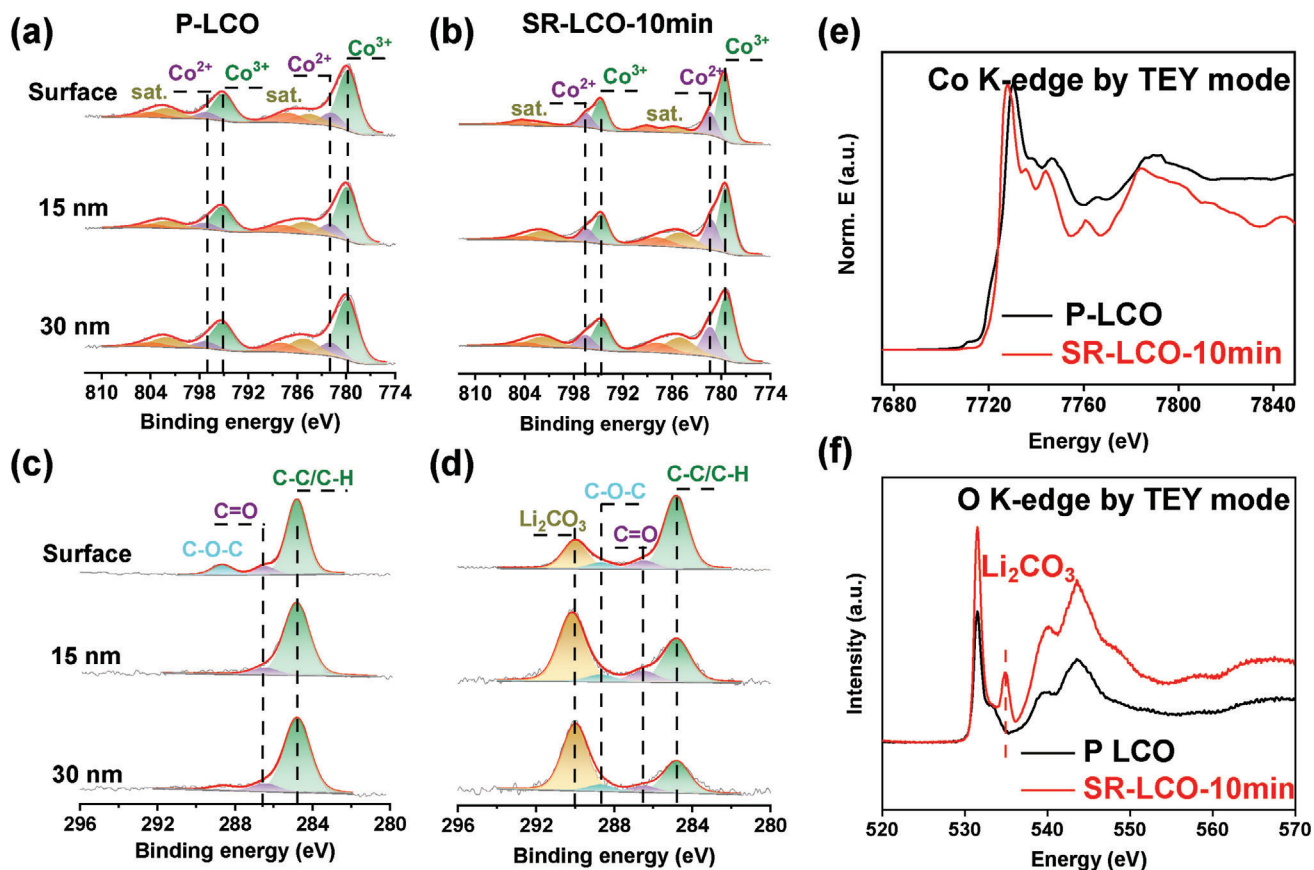 (a)
P-LCO
Co³⁺
Co²⁺
Co³⁺
Co²⁺
sat.
sat.
Surface
15 nm
30 nm
810 804 798 792 786 780 774
Binding energy (eV)
(b)
SR-LCO-10min
Co³⁺
Co²⁺
Co³⁺
Co²⁺
sat.
sat.
810 804 798 792 786 780 774
Binding energy (eV)
(c)
C-C/C-H
C=O
C-O-C
Surface
15 nm
30 nm
296 292 288 284 280
Binding energy (eV)
(d)
C-C/C-H
C-O-C
Li₂CO₃
C=O
296 292 288 284 280
Binding energy (eV)
(e)
Co K-edge by TEY mode
Norm. E (a.u.)
P-LCO
SR-LCO-10min
7680 7720 7760 7800 7840
Energy (eV)
(f)
O K-edge by TEY mode
Li₂CO₃
Intensity (a.u.)
P LCO
SR-LCO-10min
520 530 540 550 560 570
Energy (eV)